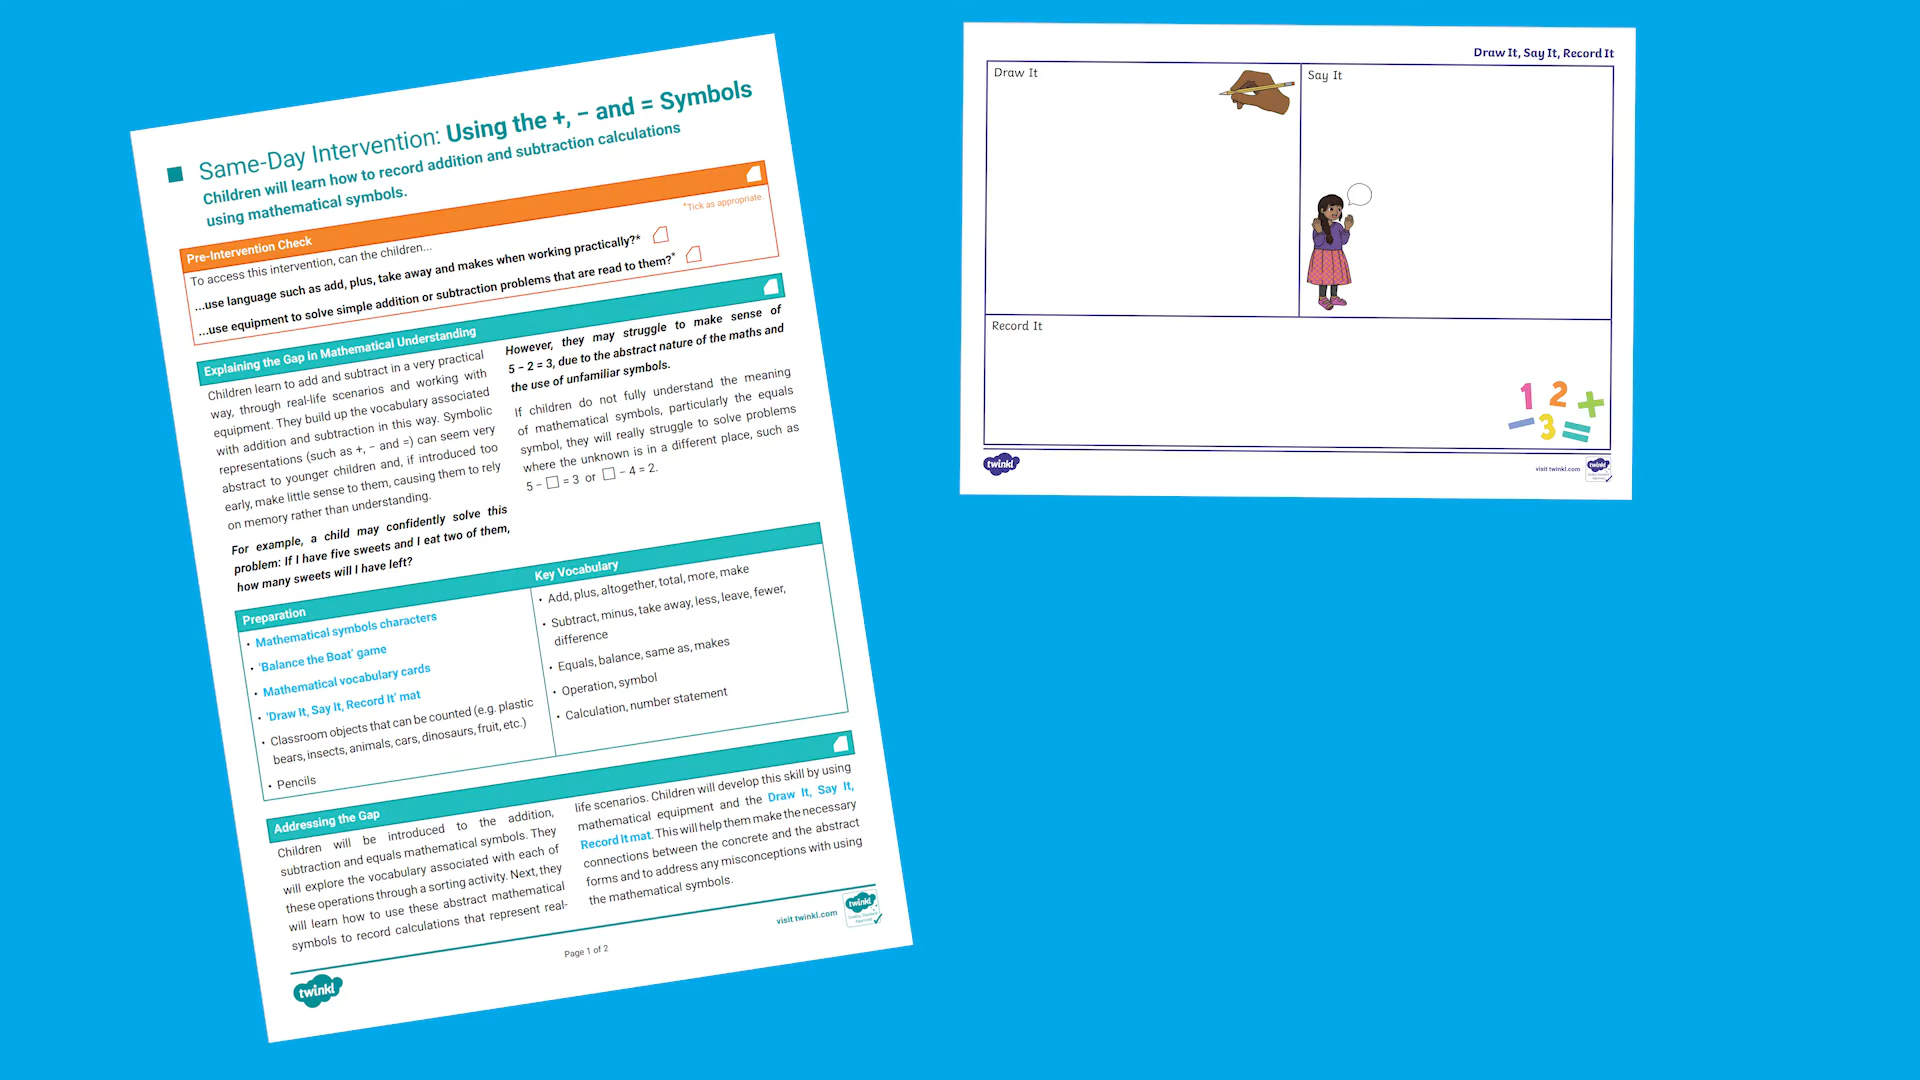 Same-Day Intervention: Using the +, − and = Symbols
Children will learn how to record addition and subtraction calculations
using mathematical symbols.
Pre-Intervention Check
*Tick as appropriate.
To access this intervention, can the children...
...use language such as add, plus, take away and makes when working practically?*
...use equipment to solve simple addition or subtraction problems that are read to them?*
Explaining the Gap in Mathematical Understanding
Children learn to add and subtract in a very practical
way, through real-life scenarios and working with
equipment. They build up the vocabulary associated
with addition and subtraction in this way. Symbolic
representations (such as +, − and =) can seem very
abstract to younger children and, if introduced too
early, make little sense to them, causing them to rely
on memory rather than understanding.
For example, a child may confidently solve this
problem: If I have five sweets and I eat two of them,
how many sweets will I have left?
However, they may struggle to make sense of
5 − 2 = 3, due to the abstract nature of the maths and
the use of unfamiliar symbols.
If children do not fully understand the meaning
of mathematical symbols, particularly the equals
symbol, they will really struggle to solve problems
where the unknown is in a different place, such as
5 − □ = 3 or □ − 4 = 2.
Preparation
• Mathematical symbols characters
• 'Balance the Boat' game
• Mathematical vocabulary cards
• 'Draw It, Say It, Record It' mat
• Classroom objects that can be counted (e.g. plastic
bears, insects, animals, cars, dinosaurs, fruit, etc.)
• Pencils
Key Vocabulary
• Add, plus, altogether, total, more, make
• Subtract, minus, take away, less, leave, fewer,
difference
• Equals, balance, same as, makes
• Operation, symbol
• Calculation, number statement
Addressing the Gap
Children will be introduced to the addition,
subtraction and equals mathematical symbols. They
will explore the vocabulary associated with each of
these operations through a sorting activity. Next, they
will learn how to use these abstract mathematical
symbols to record calculations that represent real-
life scenarios. Children will develop this skill by using
mathematical equipment and the Draw It, Say It,
Record It mat. This will help them make the necessary
connections between the concrete and the abstract
forms and to address any misconceptions with using
the mathematical symbols.
twinkl
Page 1 of 2
visit twinkl.com
twinkl
Draw It, Say It, Record It
Draw It
Say It
Record It
1 2 +
− 3 =
twinkl
visit twinkl.com
twinkl